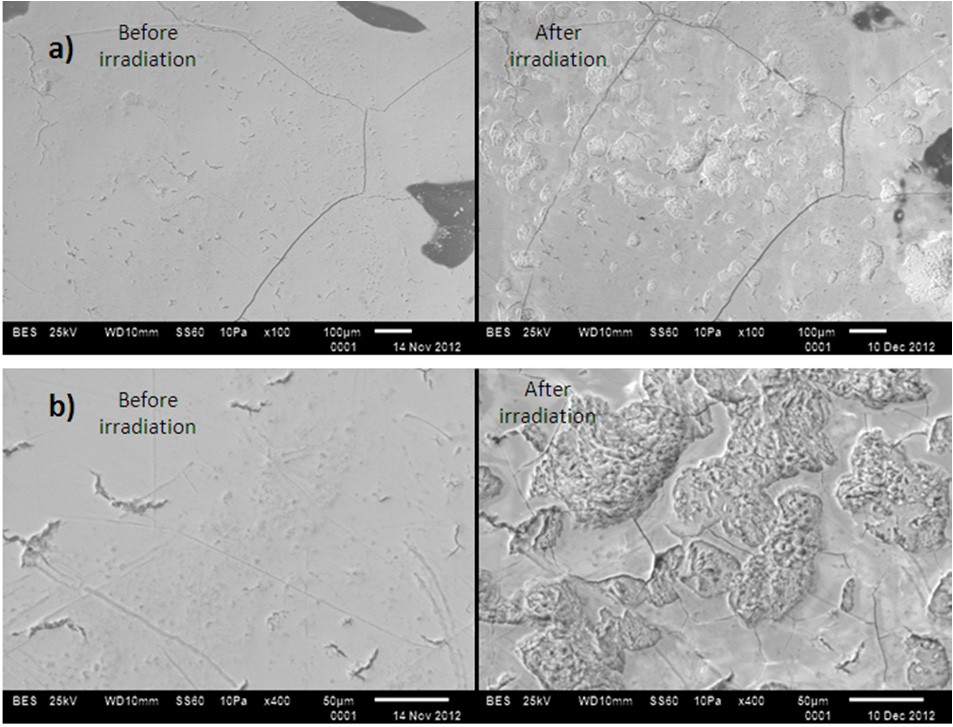 a)
Before
irradiation
After
irradiation
BES 25kV WD10mm SS60 10Pa x100 100µm
0001 14 Nov 2012
BES 25kV WD10mm SS60 10Pa x100 100µm
0001 10 Dec 2012
b)
Before
irradiation
After
irradiation
BES 25kV WD10mm SS60 10Pa x400 50µm
0001 14 Nov 2012
BES 25kV WD10mm SS60 10Pa x400 50µm
0001 10 Dec 2012